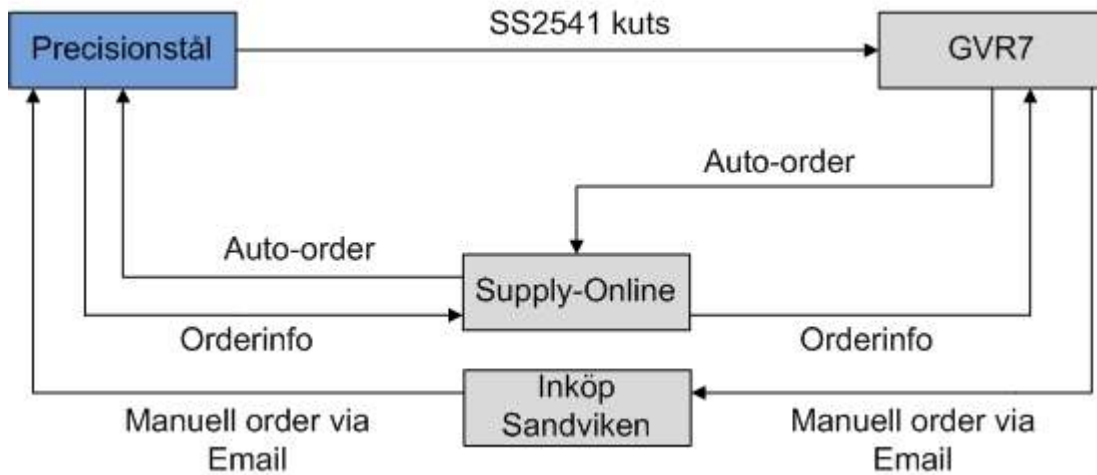 SS2541 kuts
Precisionstål
GVR7
Auto-order
Auto-order
Supply-Online
Orderinfo
Orderinfo
Inköp
Sandviken
Manuell order via
Email
Manuell order via
Email